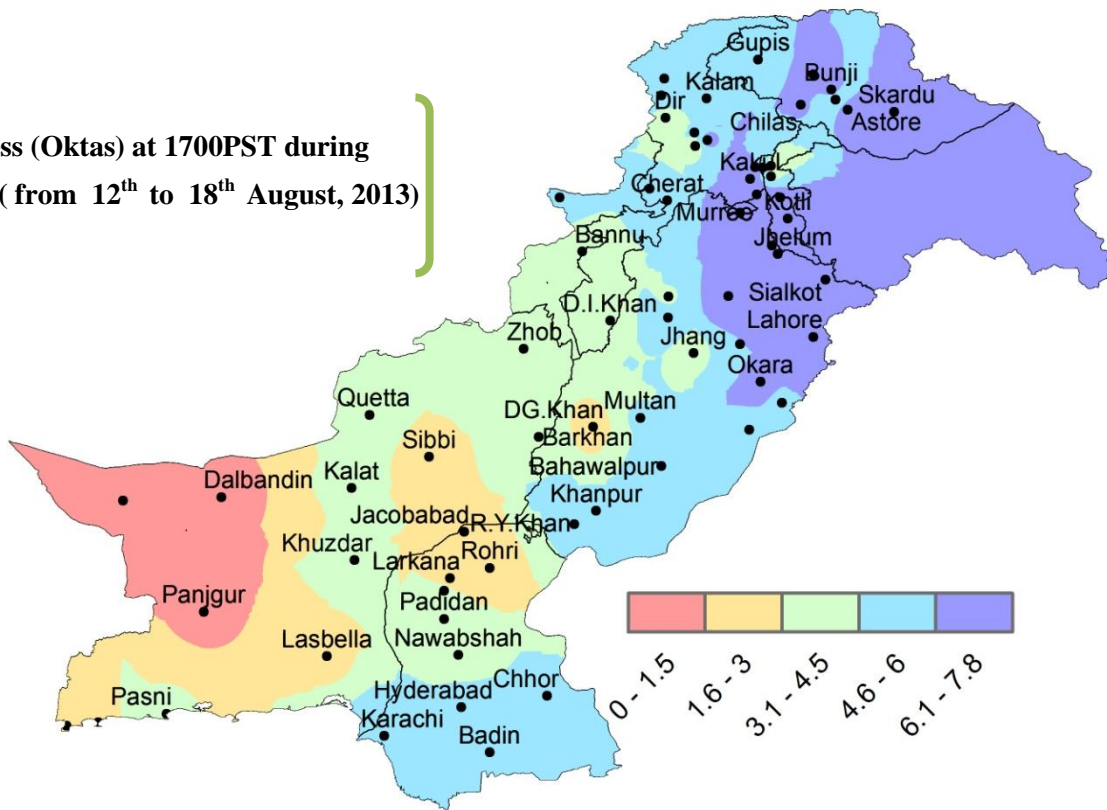 ss (Oktas) at 1700PST during
( from 12th to 18th August, 2013)
Gupis
Bunji
Kalam
Skardu
Dir
Astore
Chilas
Kakul
Cherat
Kotli
Murree
Jhelum
Bannu
Sialkot
D.I.Khan
Lahore
Zhob
Jhang
Okara
Quetta
DG.Khan
Multan
Sibbi
Barkhan
Bahawalpur
Dalbandin
Kalat
Khanpur
Jacobabad
R.Y.Khan
Khuzdar
Larkana
Rohri
Panjgur
Padidan
Lasbella
Nawabshah
Pasni
Hyderabad
Chhor
Karachi
Badin
0 - 1.5
1.6 - 3
3.1 - 4.5
4.6 - 6
6.1 - 7.8